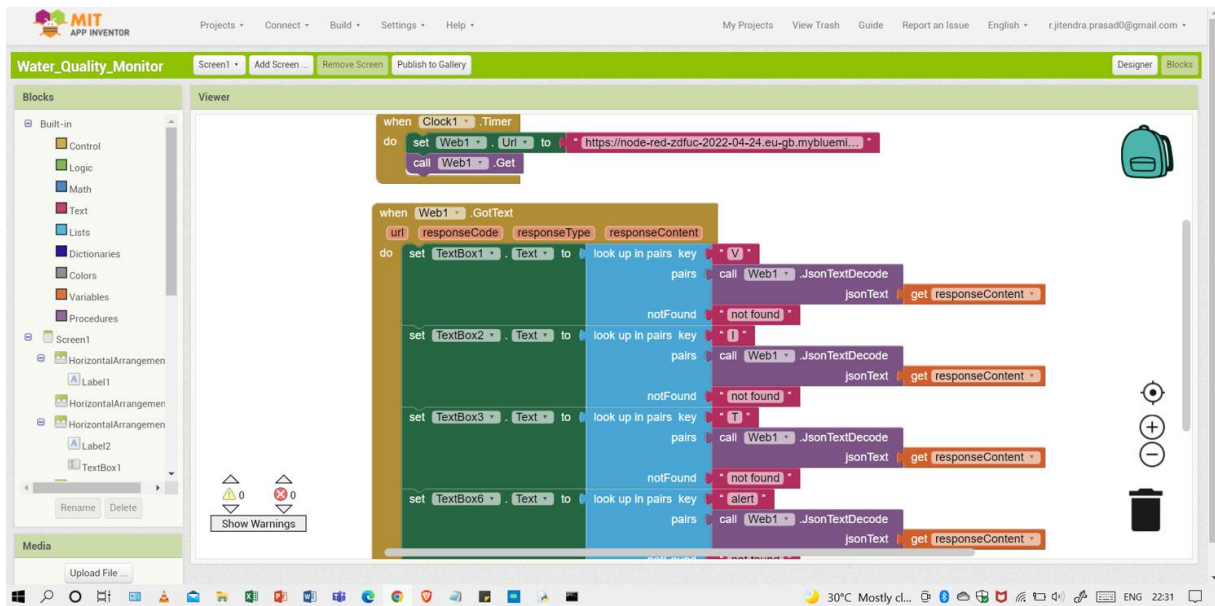 MIT
APP INVENTOR
Projects Connect Build Settings Help
My Projects View Trash Guide Report an Issue English r.jitendra.prasad0@gmail.com
Water_Quality_Monitor
Screen1 Add Screen ... Remove Screen Publish to Gallery
Designer Blocks
Blocks
Viewer
Built-in
Control
Logic
Math
Text
Lists
Dictionaries
Colors
Variables
Procedures
Screen1
HorizontalArrangemen
Label1
HorizontalArrangemen
HorizontalArrangemen
Label2
TextBox1
Rename Delete
Media
Upload File ...
when Clock1 .Timer
do set Web1 . Url to " https://node-red-zdfuc-2022-04-24.eu-gb.mybluemi... "
call Web1 .Get
when Web1 .GotText
url responseCode responseType responseContent
do set TextBox1 . Text to look up in pairs key " V "
pairs call Web1 .JsonTextDecode
jsonText get responseContent
notFound " not found "
set TextBox2 . Text to look up in pairs key " I "
pairs call Web1 .JsonTextDecode
jsonText get responseContent
notFound " not found "
set TextBox3 . Text to look up in pairs key " T "
pairs call Web1 .JsonTextDecode
jsonText get responseContent
notFound " not found "
set TextBox6 . Text to look up in pairs key " alert "
pairs call Web1 .JsonTextDecode
jsonText get responseContent
0 0
Show Warnings
30°C Mostly cl... ENG 22:31